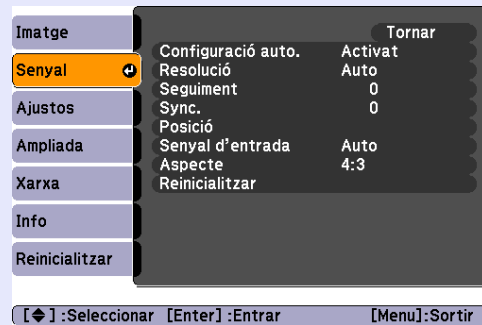 Imatge
Senyal
Ajustos
Ampliada
Xarxa
Info
Reinicialitzar
Tornar
Configuració auto. Activat
Resolució Auto
Seguiment 0
Sync. 0
Posició
Senyal d'entrada Auto
Aspecte 4:3
Reinicialitzar
[◆] :Seleccionar [Enter] :Entrar [Menu]:Sortir